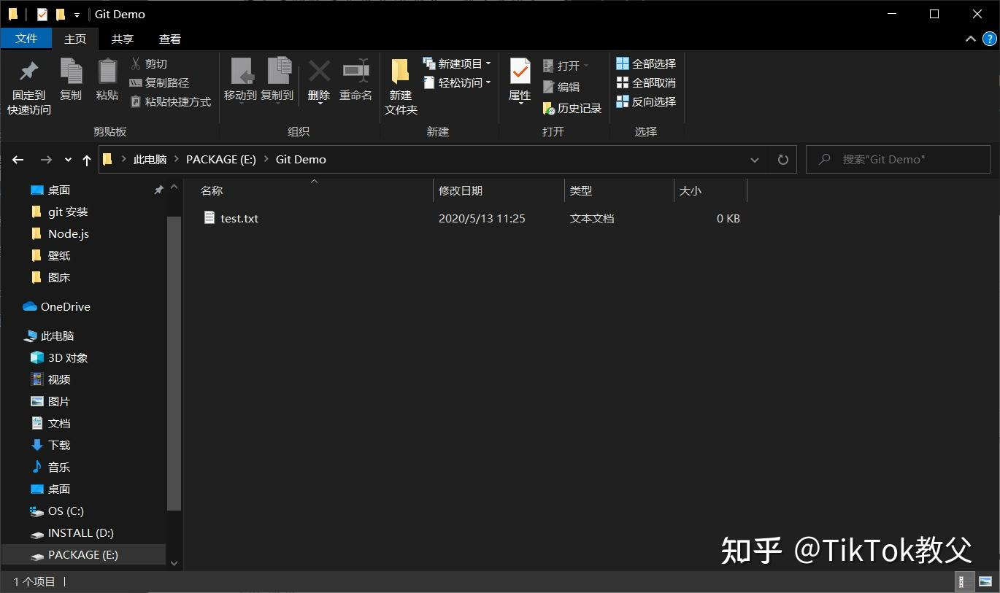 Git Demo
文件 主页 共享 查看
固定到
快速访问
复制
粘贴
剪切
复制路径
粘贴快捷方式
剪贴板
移动到 复制到 删除 重命名
组织
新建
文件夹
新建项目
轻松访问
新建
属性
打开
编辑
历史记录
打开
全部选择
全部取消
反向选择
选择
此电脑 PACKAGE (E:) Git Demo
搜索"Git Demo"
名称 修改日期 类型 大小
test.txt 2020/5/13 11:25 文本文档 0 KB
桌面
git 安装
Node.js
壁纸
图床
OneDrive
此电脑
3D 对象
视频
图片
文档
下载
音乐
桌面
OS (C:)
INSTALL (D:)
PACKAGE (E:)
知乎 @TikTok教父
1 个项目